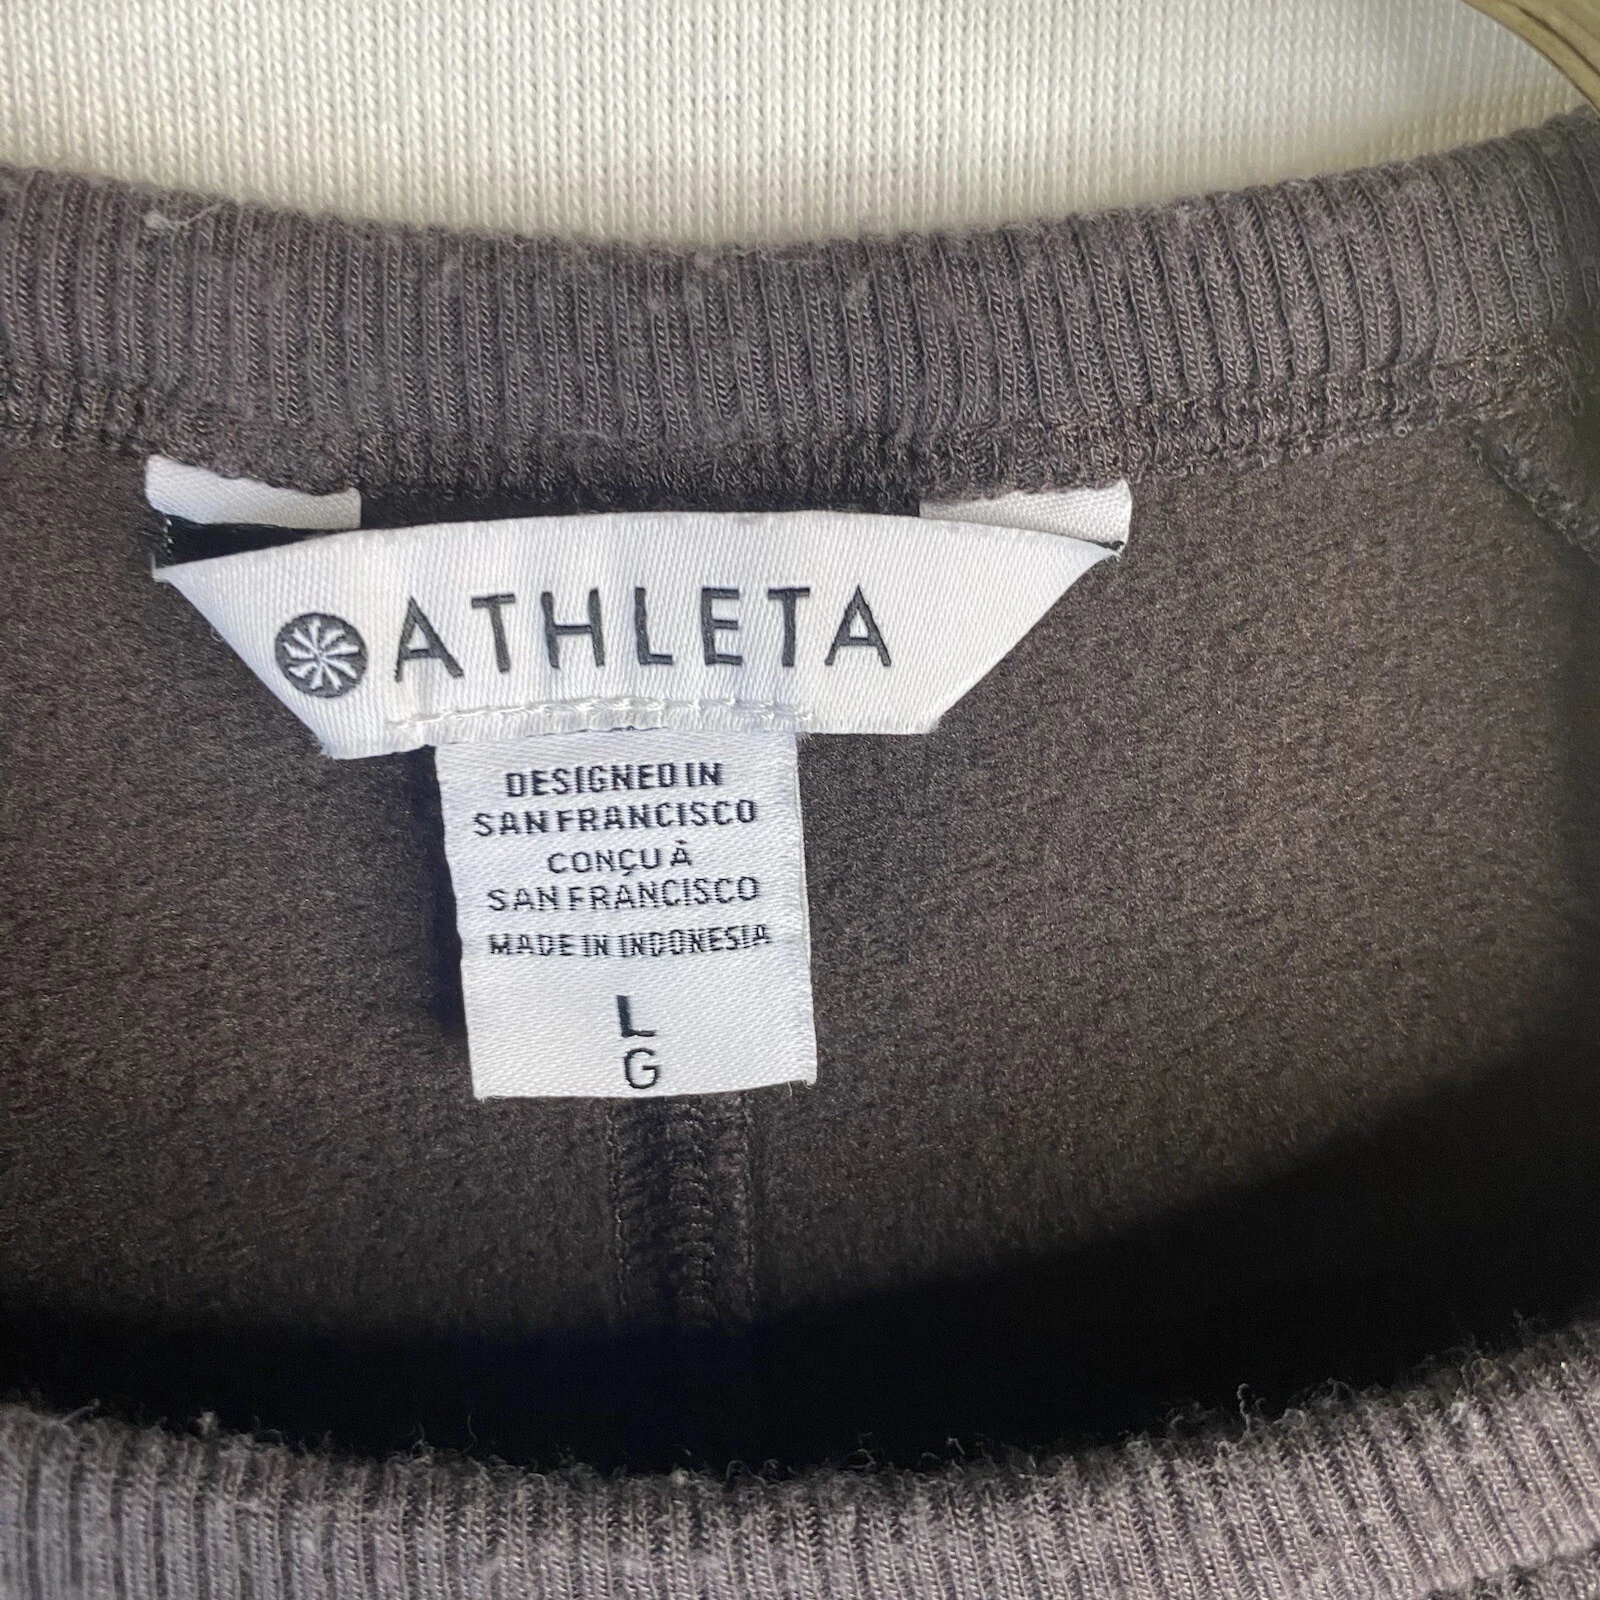 ATHLETA
DESIGNED IN
SAN FRANCISCO
CONÇU À
SAN FRANCISCO
MADE IN INDONESIA
L
G